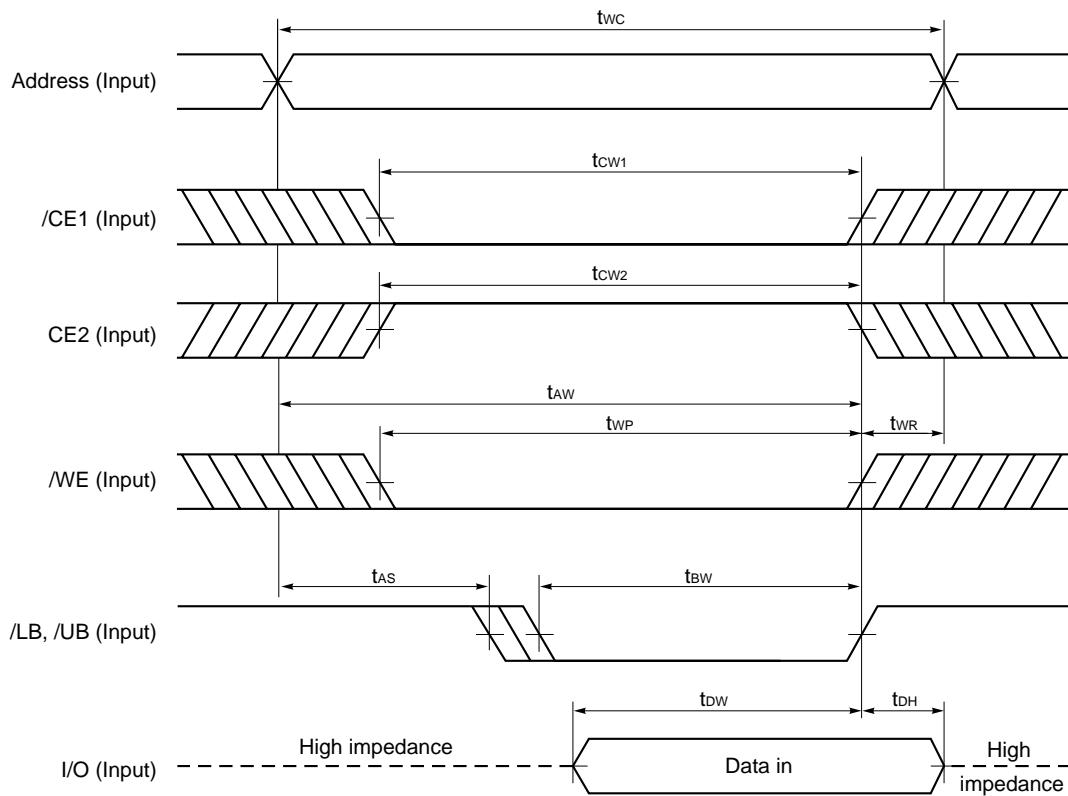 tWC
Address (Input)
tCW1
/CE1 (Input)
tCW2
CE2 (Input)
tAW
tWP
tWR
/WE (Input)
tAS
tBW
/LB, /UB (Input)
tDW
tDH
High impedance
Data in
High
impedance
I/O (Input)